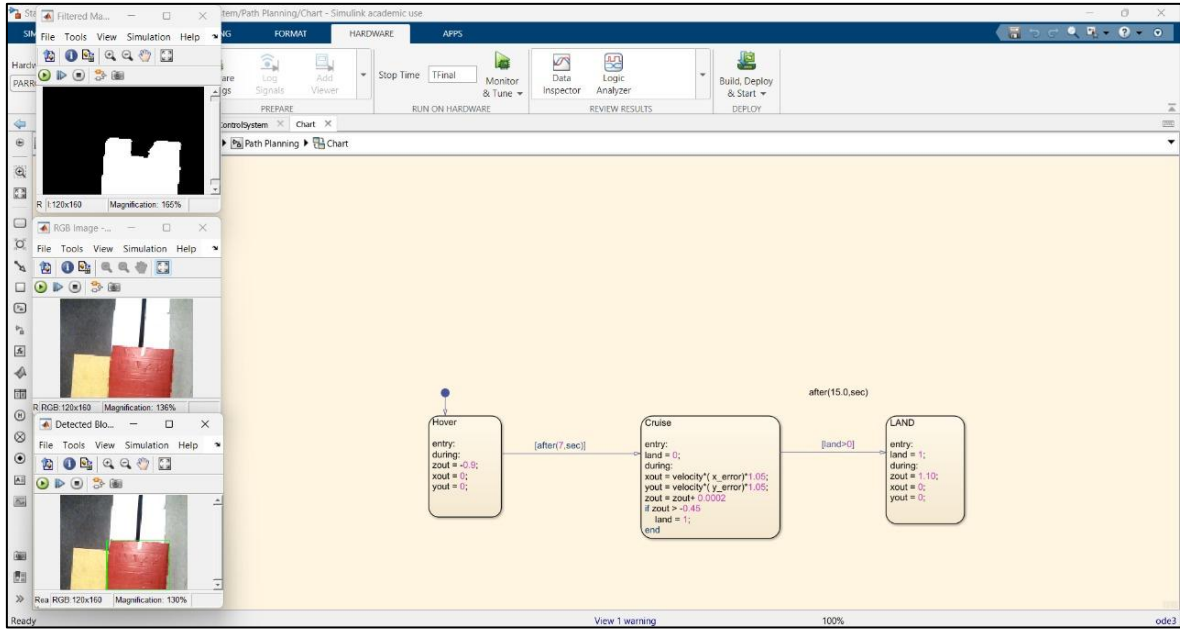 Filtered Ma...
tem/Path Planning/Chart - Simulink academic use
FORMAT HARDWARE APPS
File Tools View Simulation Help
Log Signals
Add Viewer
Stop Time TFinal
Monitor & Tune
Data Inspector
Logic Analyzer
Build, Deploy & Start
PREPARE RUN ON HARDWARE REVIEW RESULTS DEPLOY
ontrolSystem Chart
Path Planning Chart
R I:120x160 Magnification: 165%
RGB Image -...
File Tools View Simulation Help
R RGB:120x160 Magnification: 136%
Detected Blo...
File Tools View Simulation Help
Rea RGB:120x160 Magnification: 130%
after(15.0,sec)
Hover
entry:
during:
zout = -0.9;
xout = 0;
yout = 0;
[after(7,sec)]
Cruise
entry:
land = 0;
during:
xout = velocity*( x_error)*1.05;
yout = velocity*( y_error)*1.05;
zout = zout+ 0.0002
if zout > -0.45
land = 1;
end
[land>0]
LAND
entry:
land = 1;
during:
zout = 1.10;
xout = 0;
yout = 0;
Ready View 1 warning 100% ode3